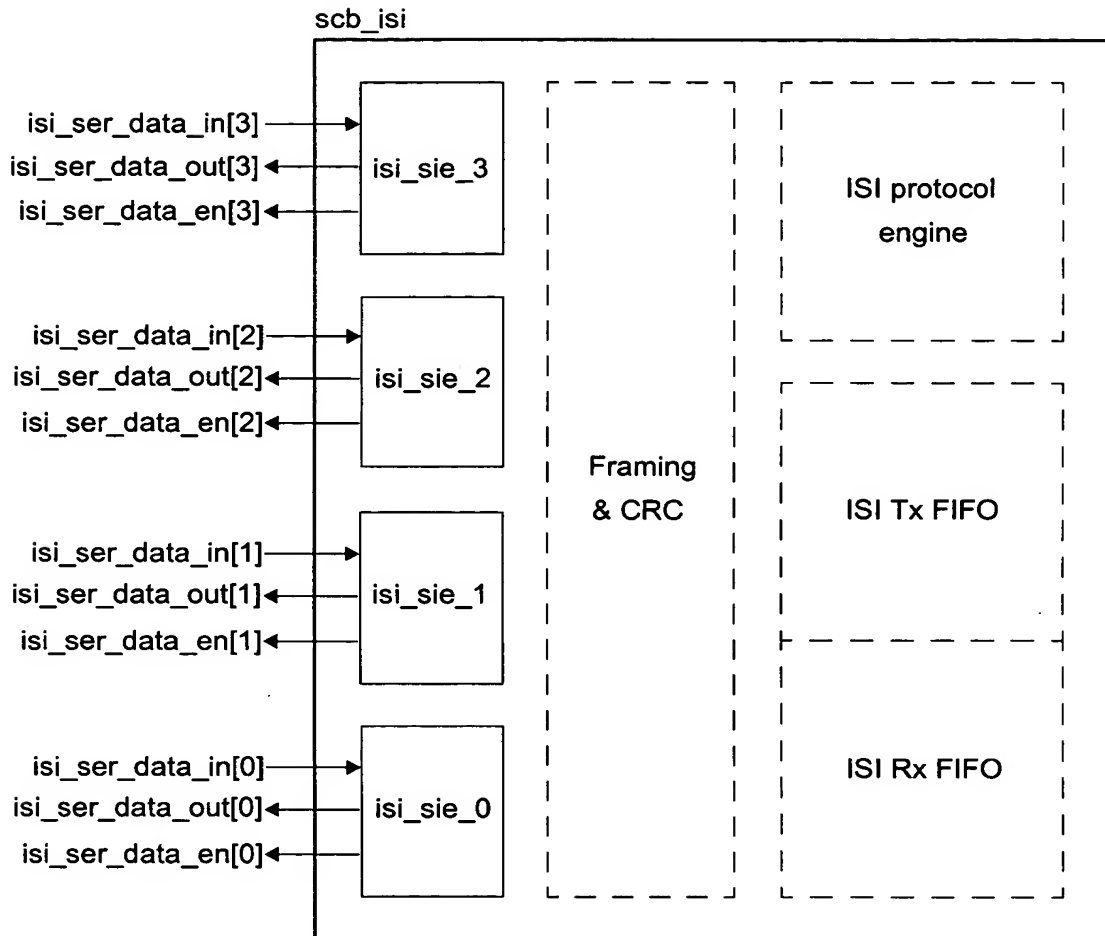 scb_isi
isi_ser_data_in[3]
isi_ser_data_out[3]
isi_ser_data_en[3]
isi_sie_3
isi_ser_data_in[2]
isi_ser_data_out[2]
isi_ser_data_en[2]
isi_sie_2
isi_ser_data_in[1]
isi_ser_data_out[1]
isi_ser_data_en[1]
isi_sie_1
isi_ser_data_in[0]
isi_ser_data_out[0]
isi_ser_data_en[0]
isi_sie_0
Framing
& CRC
ISI protocol
engine
ISI Tx FIFO
ISI Rx FIFO